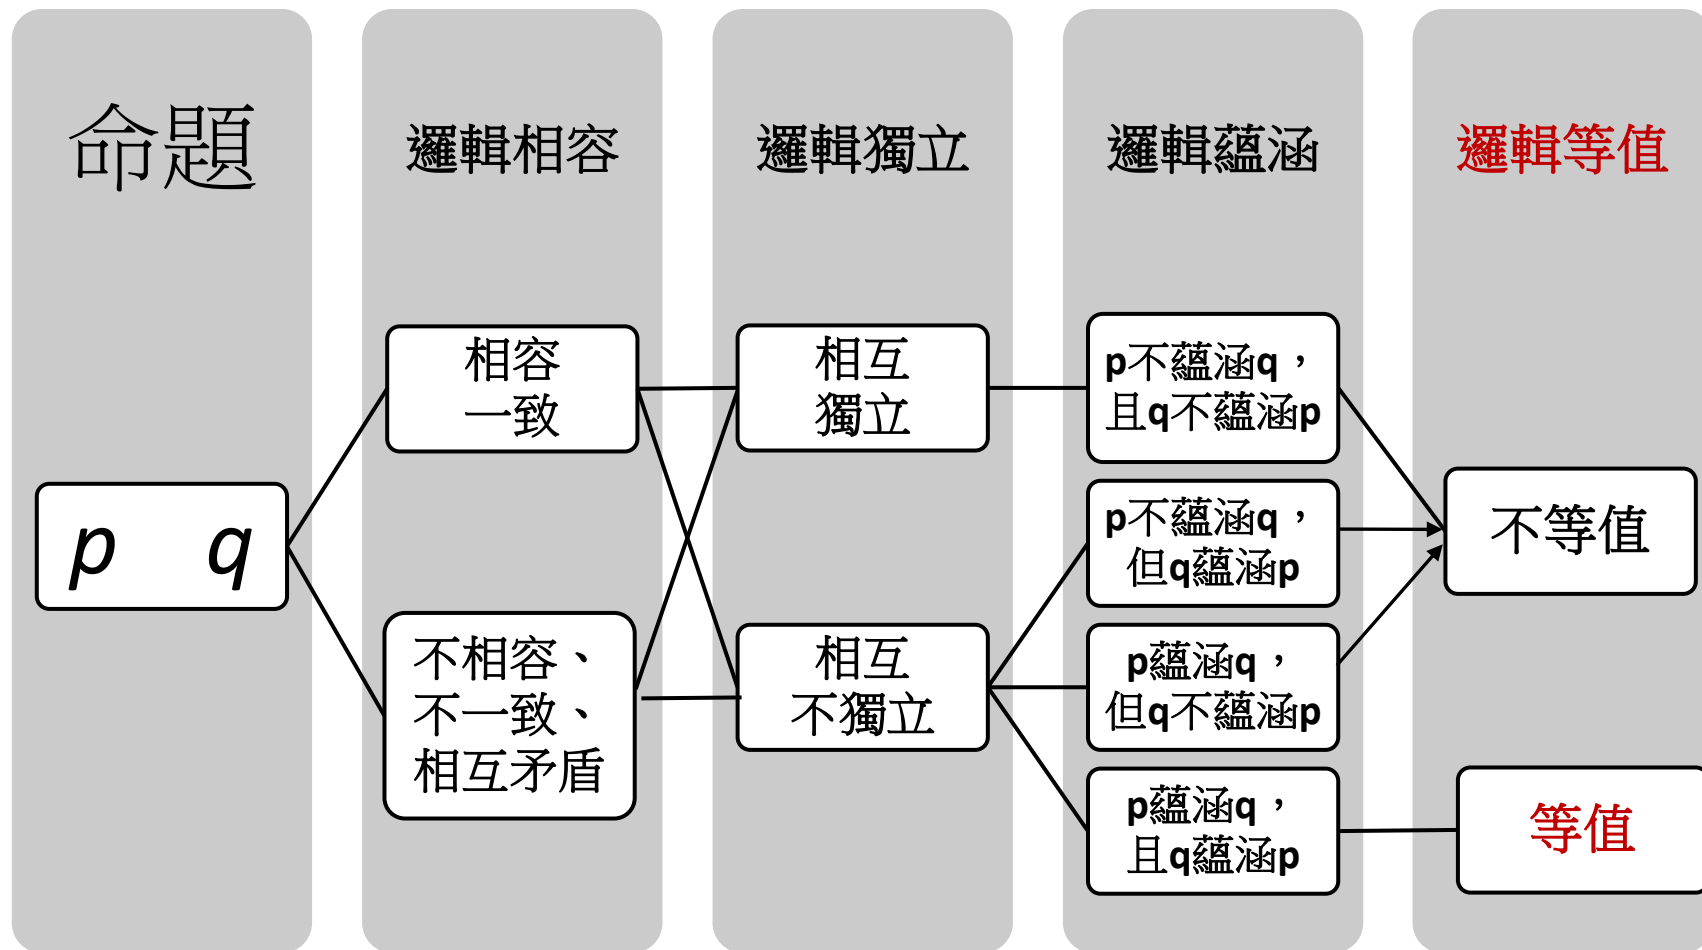 命題
邏輯相容
邏輯獨立
邏輯蘊涵
邏輯等值
p q
相容
一致
不相容、
不一致、
相互矛盾
相互
獨立
相互
不獨立
p不蘊涵q，
且q不蘊涵p
p不蘊涵q，
但q蘊涵p
p蘊涵q，
但q不蘊涵p
p蘊涵q，
且q蘊涵p
不等值
等值